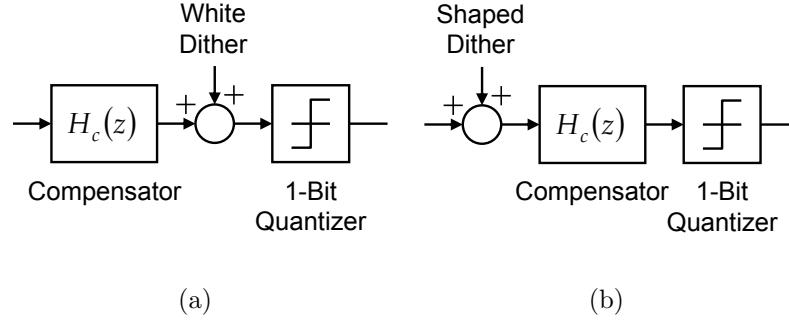 White
Dither
+
+
H_c(z)
Compensator
1-Bit
Quantizer
(a)
Shaped
Dither
+
+
H_c(z)
Compensator
1-Bit
Quantizer
(b)